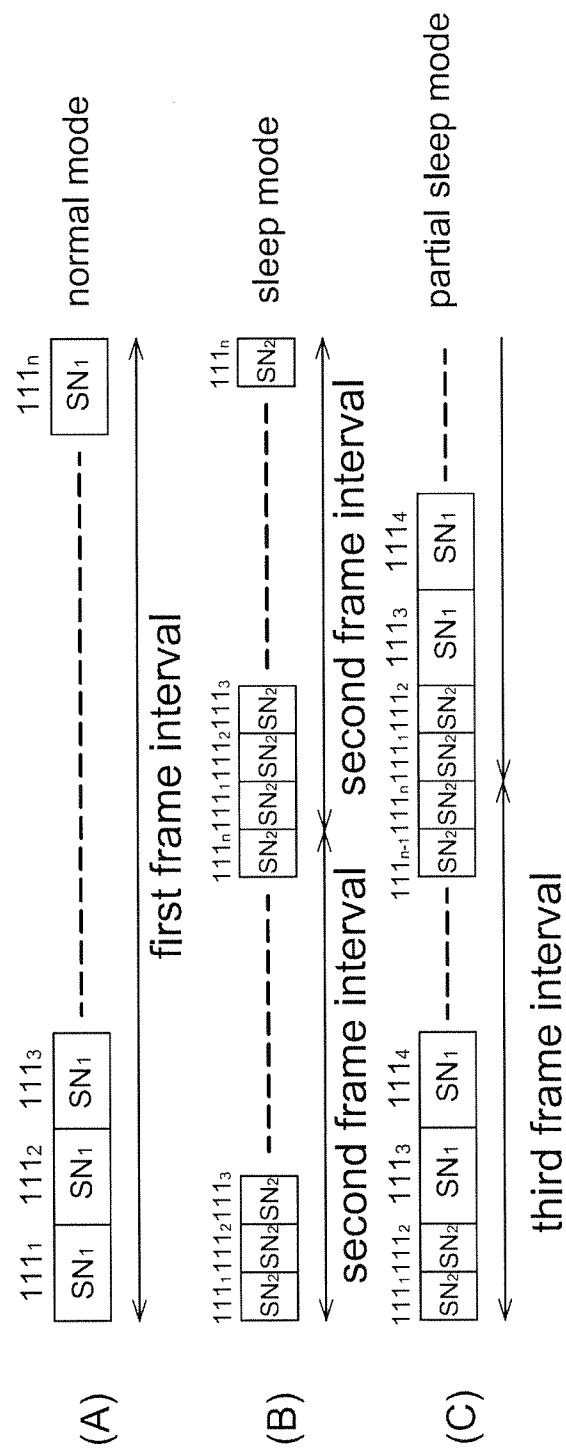 (A)
111₁ 111₂ 111₃ 111ₙ
SN₁ SN₁ SN₁ SN₁
normal mode
first frame interval
(B)
111₁ 111₂ 111₃ 111ₙ 111₁ 111₂ 111₃ 111ₙ
SN₂ SN₂ SN₂ SN₂ SN₂ SN₂ SN₂ SN₂
sleep mode
second frame interval second frame interval
(C)
111₁ 111₂ 111₃ 111₄ 111ₙ₋₁ 111ₙ 111₁ 111₂ 111₃ 111₄
SN₂ SN₂ SN₁ SN₁ SN₂ SN₂ SN₂ SN₂ SN₁ SN₁
partial sleep mode
third frame interval